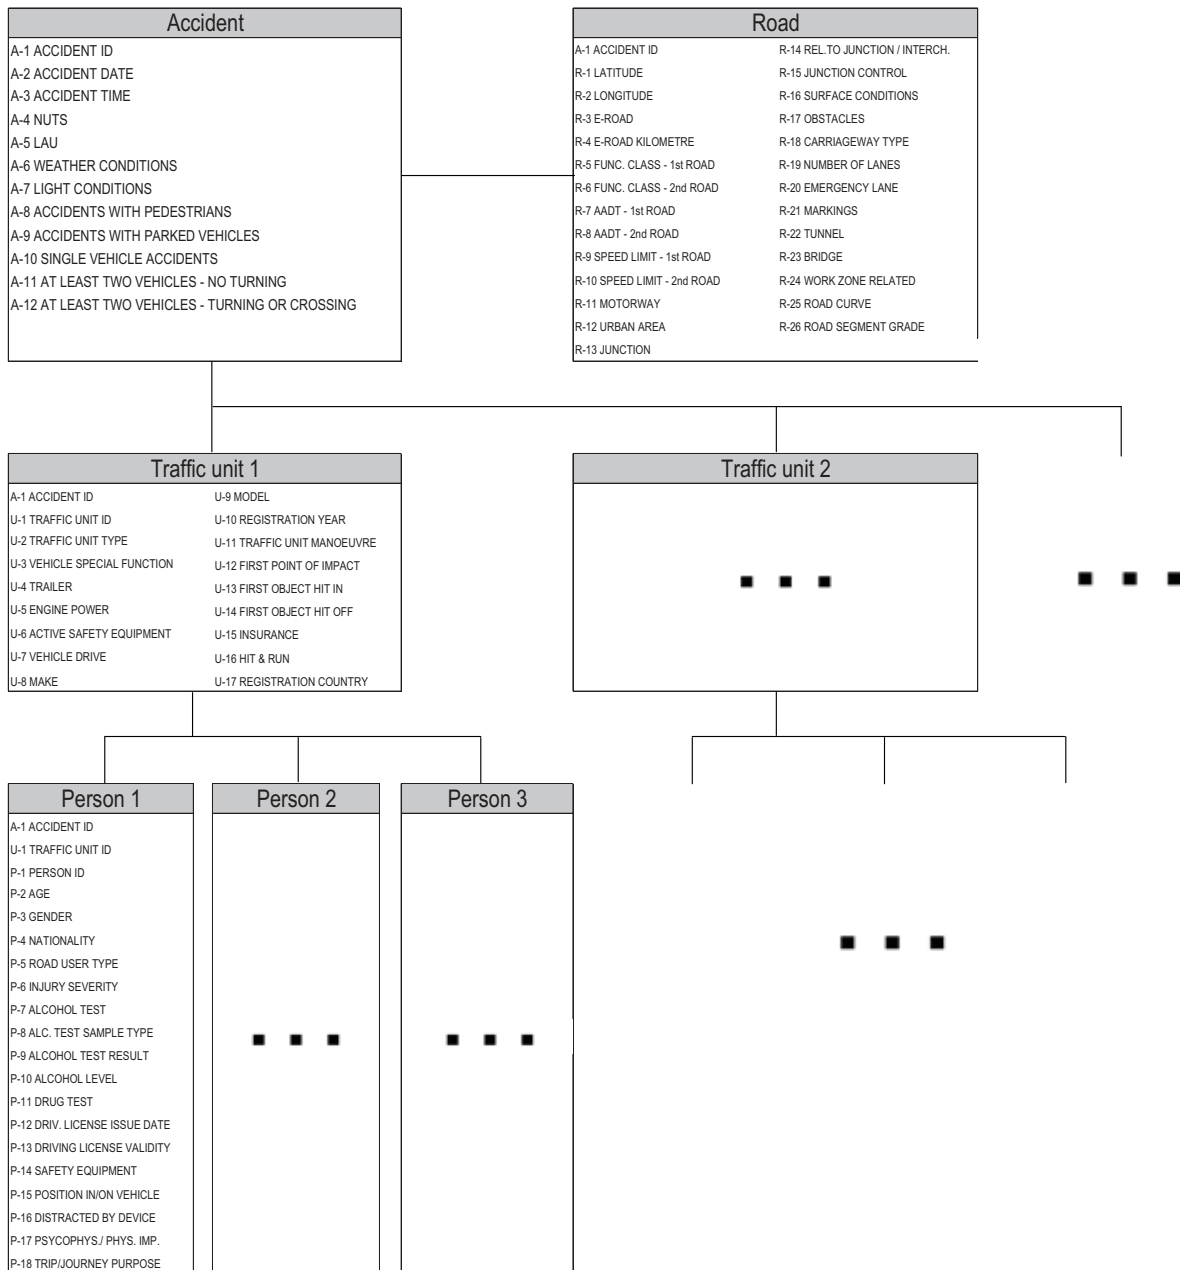 Accident
A-1 ACCIDENT ID
A-2 ACCIDENT DATE
A-3 ACCIDENT TIME
A-4 NUTS
A-5 LAU
A-6 WEATHER CONDITIONS
A-7 LIGHT CONDITIONS
A-8 ACCIDENTS WITH PEDESTRIANS
A-9 ACCIDENTS WITH PARKED VEHICLES
A-10 SINGLE VEHICLE ACCIDENTS
A-11 AT LEAST TWO VEHICLES - NO TURNING
A-12 AT LEAST TWO VEHICLES - TURNING OR CROSSING
Road
A-1 ACCIDENT ID
R-1 LATITUDE
R-2 LONGITUDE
R-3 E-ROAD
R-4 E-ROAD KILOMETRE
R-5 FUNC. CLASS - 1st ROAD
R-6 FUNC. CLASS - 2nd ROAD
R-7 AADT - 1st ROAD
R-8 AADT - 2nd ROAD
R-9 SPEED LIMIT - 1st ROAD
R-10 SPEED LIMIT - 2nd ROAD
R-11 MOTORWAY
R-12 URBAN AREA
R-13 JUNCTION
R-14 REL.TO JUNCTION / INTERCH.
R-15 JUNCTION CONTROL
R-16 SURFACE CONDITIONS
R-17 OBSTACLES
R-18 CARRIAGEWAY TYPE
R-19 NUMBER OF LANES
R-20 EMERGENCY LANE
R-21 MARKINGS
R-22 TUNNEL
R-23 BRIDGE
R-24 WORK ZONE RELATED
R-25 ROAD CURVE
R-26 ROAD SEGMENT GRADE
Traffic unit 1
A-1 ACCIDENT ID
U-1 TRAFFIC UNIT ID
U-2 TRAFFIC UNIT TYPE
U-3 VEHICLE SPECIAL FUNCTION
U-4 TRAILER
U-5 ENGINE POWER
U-6 ACTIVE SAFETY EQUIPMENT
U-7 VEHICLE DRIVE
U-8 MAKE
U-9 MODEL
U-10 REGISTRATION YEAR
U-11 TRAFFIC UNIT MANOEUVRE
U-12 FIRST POINT OF IMPACT
U-13 FIRST OBJECT HIT IN
U-14 FIRST OBJECT HIT OFF
U-15 INSURANCE
U-16 HIT & RUN
U-17 REGISTRATION COUNTRY
Traffic unit 2
. . .
. . .
Person 1
A-1 ACCIDENT ID
U-1 TRAFFIC UNIT ID
P-1 PERSON ID
P-2 AGE
P-3 GENDER
P-4 NATIONALITY
P-5 ROAD USER TYPE
P-6 INJURY SEVERITY
P-7 ALCOHOL TEST
P-8 ALC. TEST SAMPLE TYPE
P-9 ALCOHOL TEST RESULT
P-10 ALCOHOL LEVEL
P-11 DRUG TEST
P-12 DRIV. LICENSE ISSUE DATE
P-13 DRIVING LICENSE VALIDITY
P-14 SAFETY EQUIPMENT
P-15 POSITION IN/ON VEHICLE
P-16 DISTRACTED BY DEVICE
P-17 PSYCOPHYS./ PHYS. IMP.
P-18 TRIP/JOURNEY PURPOSE
Person 2
. . .
Person 3
. . .
. . .